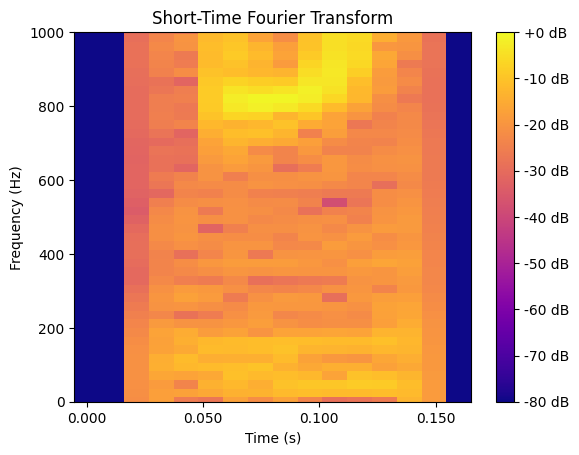 Short-Time Fourier Transform
1000
800
600
400
200
0
Frequency (Hz)
0.000
0.050
0.100
0.150
Time (s)
+0 dB
-10 dB
-20 dB
-30 dB
-40 dB
-50 dB
-60 dB
-70 dB
-80 dB